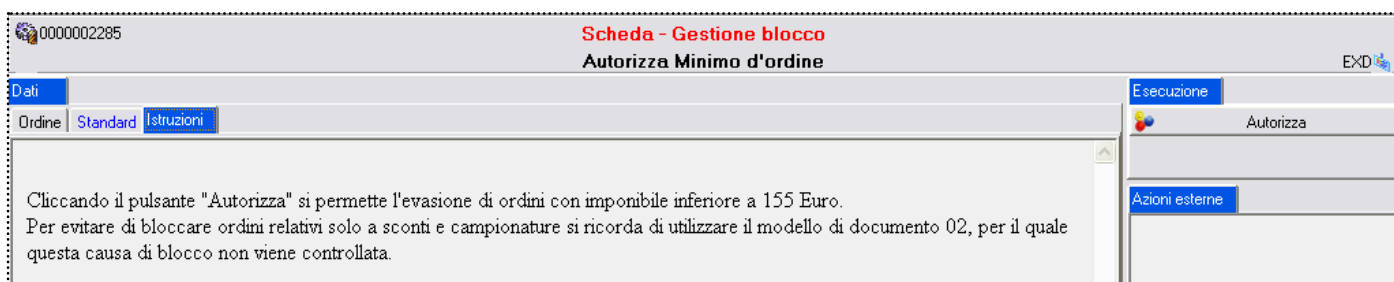 0000002285
Scheda - Gestione blocco
Autorizza Minimo d'ordine
EXD
Dati
Esecuzione
Ordine Standard Istruzioni
Autorizza
Cliccando il pulsante "Autorizza" si permette l'evasione di ordini con imponibile inferiore a 155 Euro.
Per evitare di bloccare ordini relativi solo a sconti e campionature si ricorda di utilizzare il modello di documento 02, per il quale
questa causa di blocco non viene controllata.
Azioni esterne